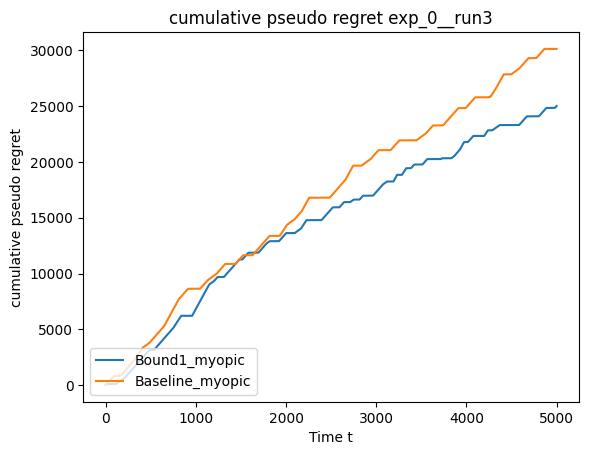 cumulative pseudo regret exp_0__run3
cumulative pseudo regret
30000
25000
20000
15000
10000
5000
0
Bound1_myopic
Baseline_myopic
0 1000 2000 3000 4000 5000
Time t